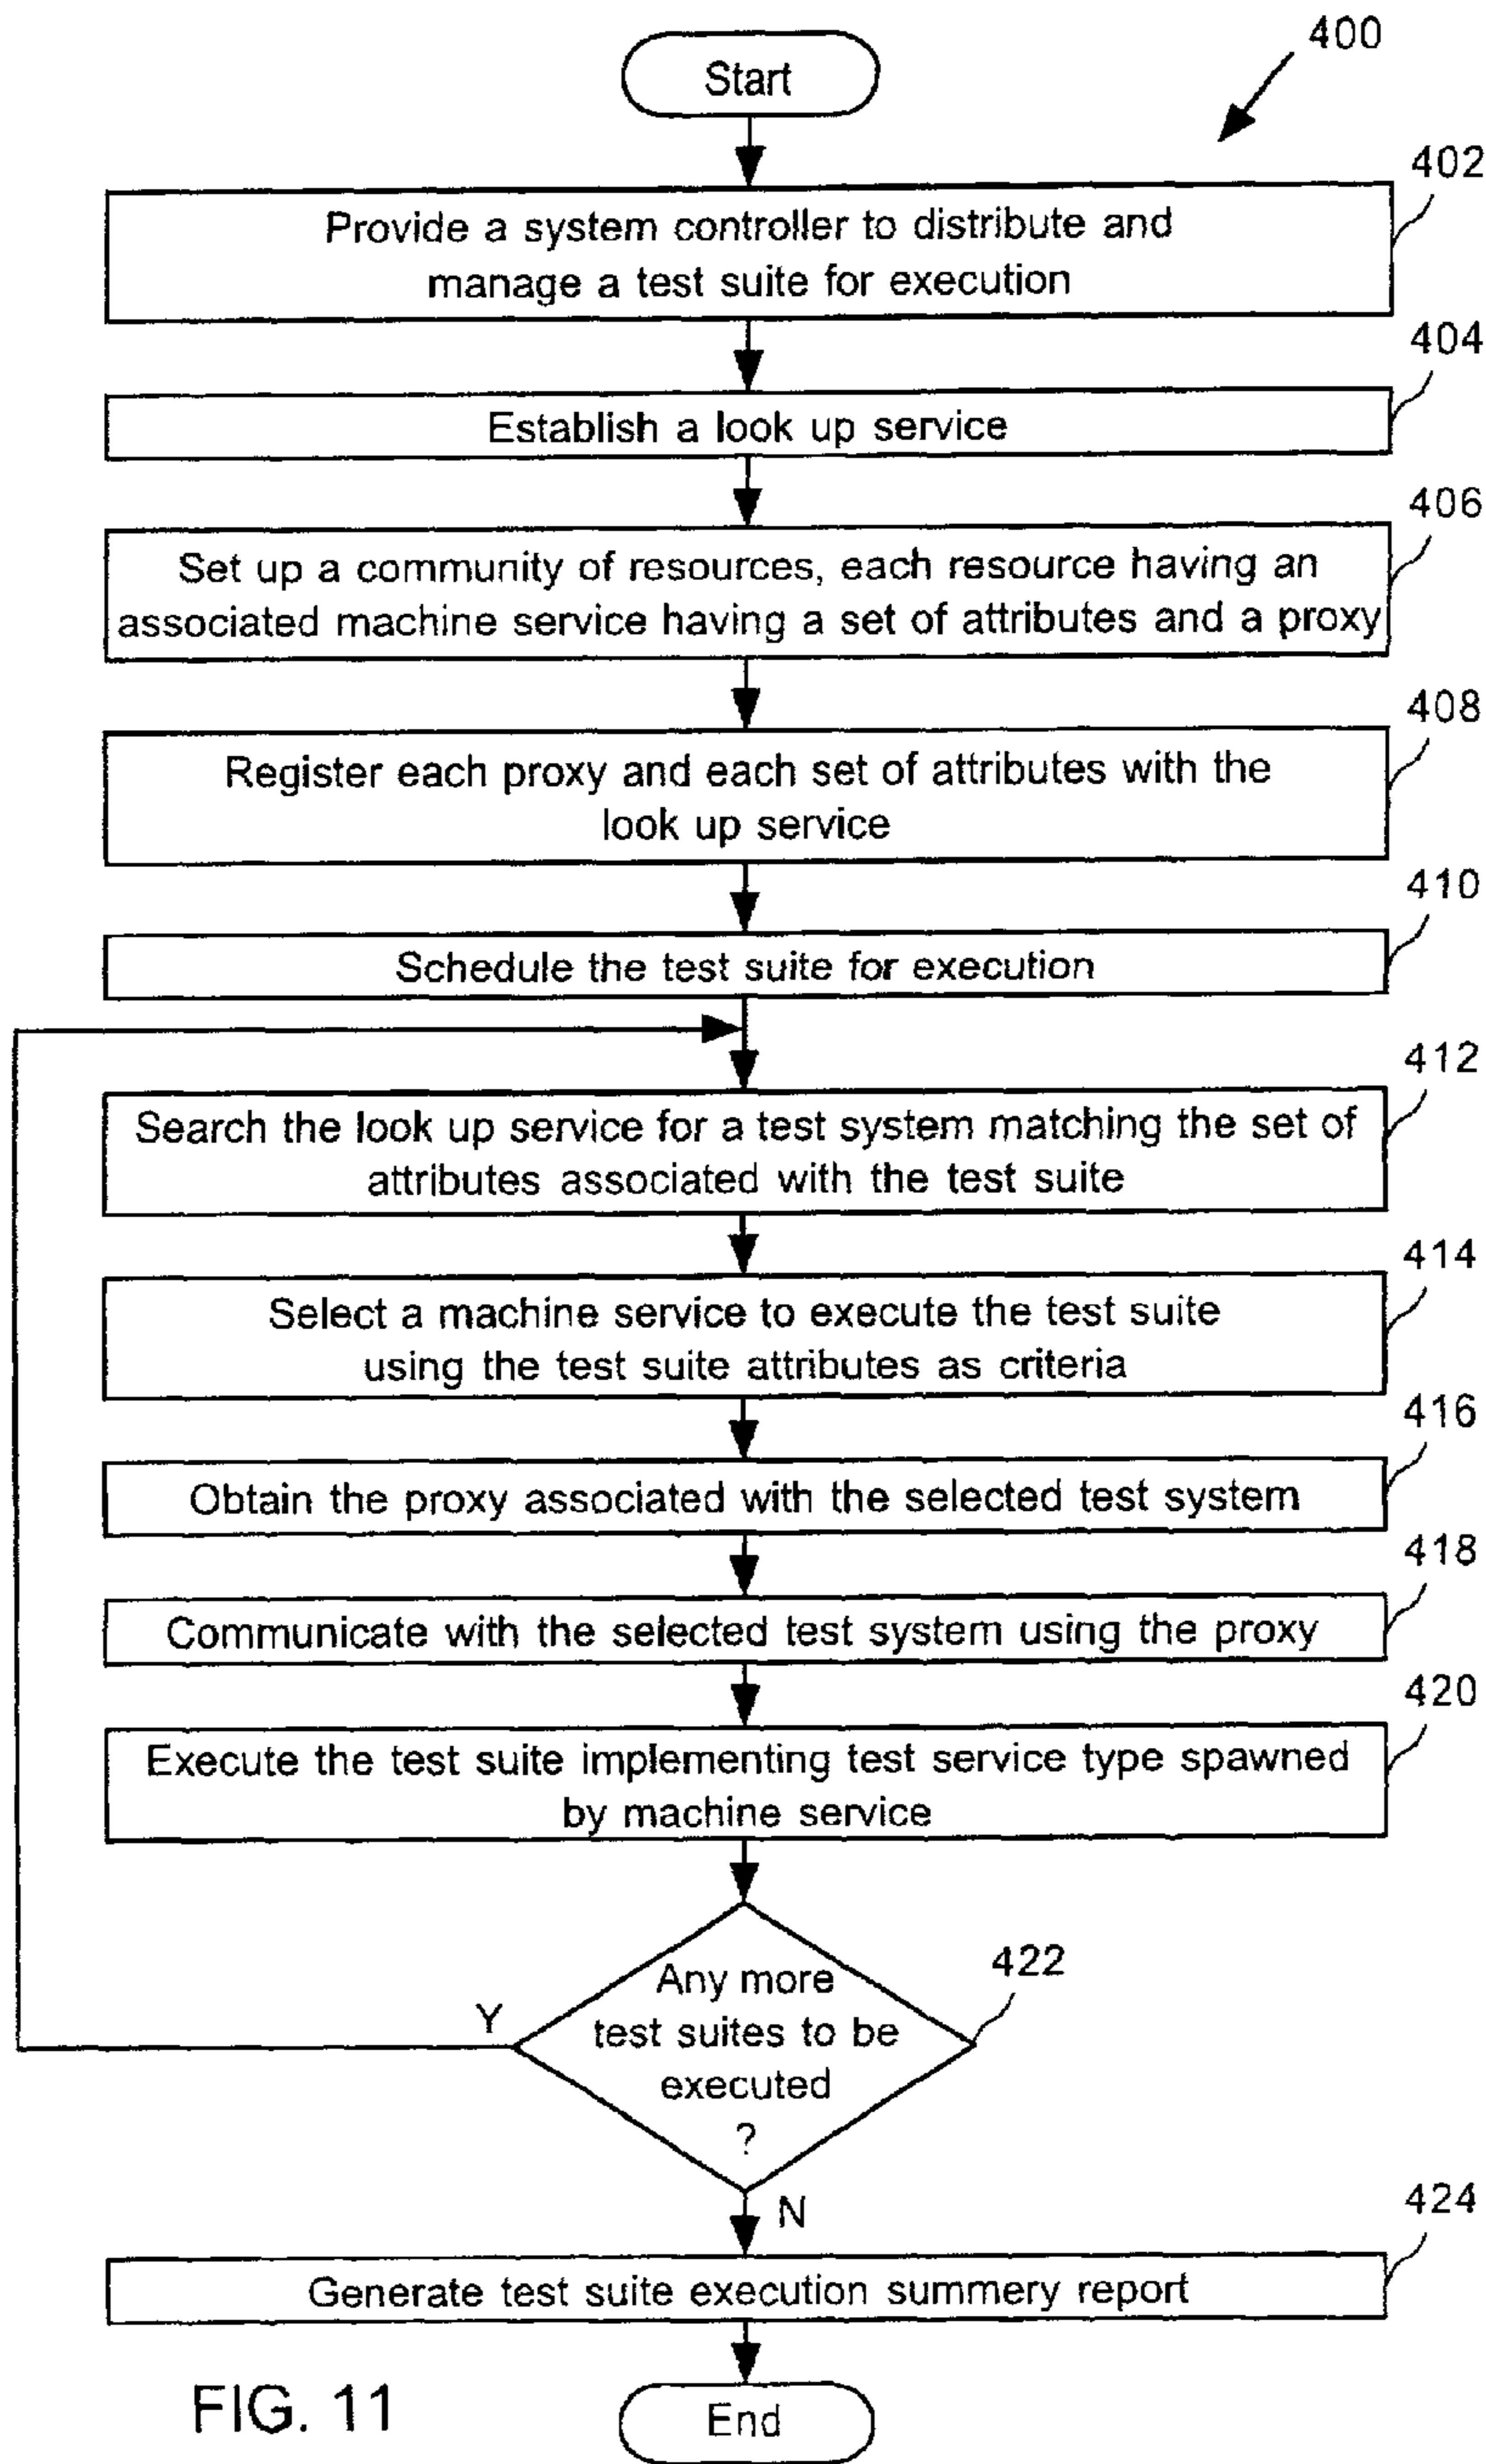 400
Start
402
Provide a system controller to distribute and
manage a test suite for execution
404
Establish a look up service
406
Set up a community of resources, each resource having an
associated machine service having a set of attributes and a proxy
408
Register each proxy and each set of attributes with the
look up service
410
Schedule the test suite for execution
412
Search the look up service for a test system matching the set of
attributes associated with the test suite
414
Select a machine service to execute the test suite
using the test suite attributes as criteria
416
Obtain the proxy associated with the selected test system
418
Communicate with the selected test system using the proxy
420
Execute the test suite implementing test service type spawned
by machine service
422
Any more
test suites to be
executed
?
Y
N
424
Generate test suite execution summery report
End
FIG. 11